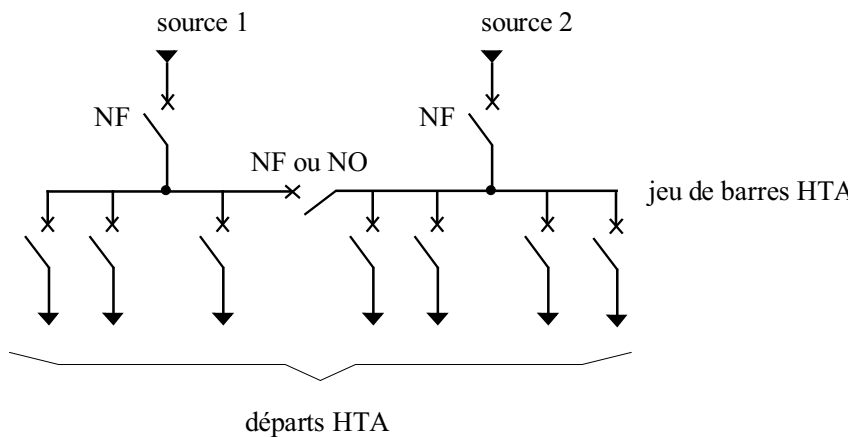 source 1
source 2
NF
NF
NF ou NO
jeu de barres HTA
départs HTA